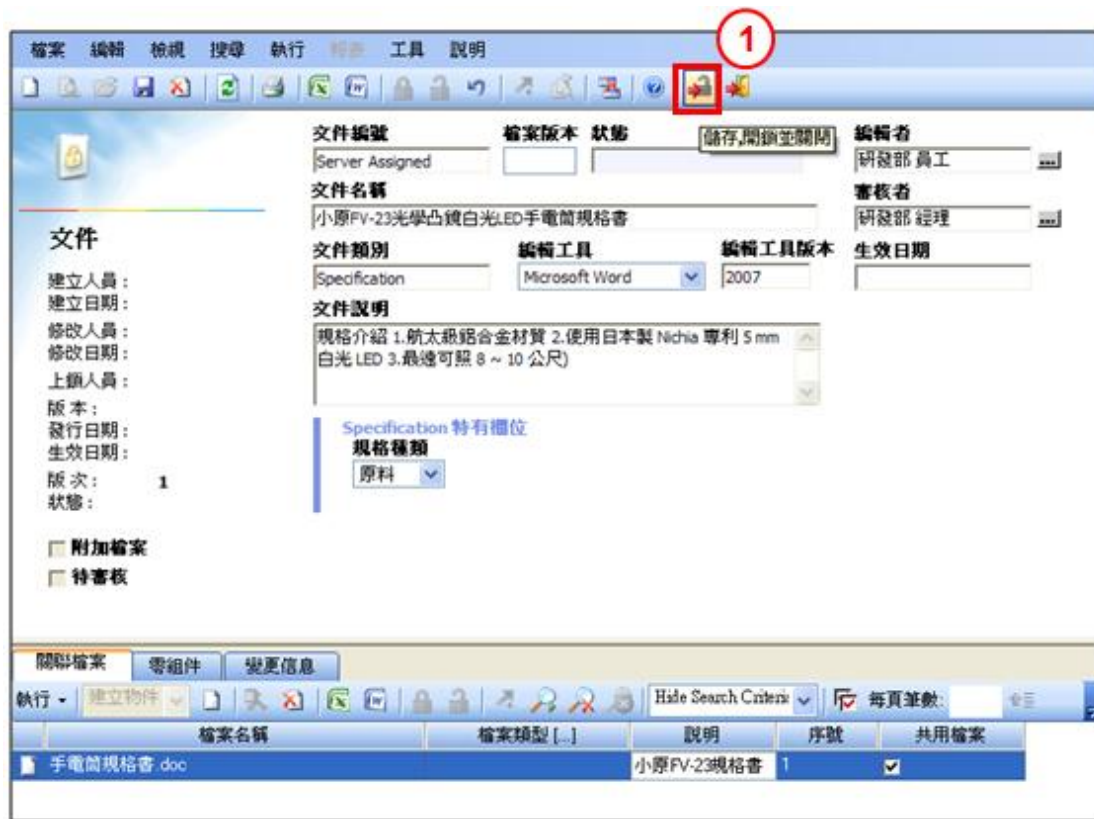 1
檔案 編輯 檢視 搜尋 執行 報表 工具 說明
儲存,開鎖並關閉
文件編號 檔案版本 狀態 編輯者
Server Assigned 研發部 員工
文件名稱 審核者
小原FV-23光學凸鏡白光LED手電筒規格書 研發部 經理
文件
文件類別 編輯工具 編輯工具版本 生效日期
Specification Microsoft Word 2007
建立人員 :
建立日期 :
修改人員 :
修改日期 :
上鎖人員 :
版本 :
發行日期 :
生效日期 :
版次 : 1
狀態 :
附加檔案
待審核
文件說明
規格介紹 1.航太級鋁合金材質 2.使用日本製 Nichia 專利 5 mm
白光 LED 3.最遠可照 8 ~ 10 公尺)
Specification 特有欄位
規格種類
原料
關聯檔案 零組件 變更信息
執行 建立物件 Hide Search Criteria 每頁筆數:
檔案名稱 檔案類型 [...] 說明 序號 共用檔案
手電筒規格書.doc 小原FV-23規格書 1